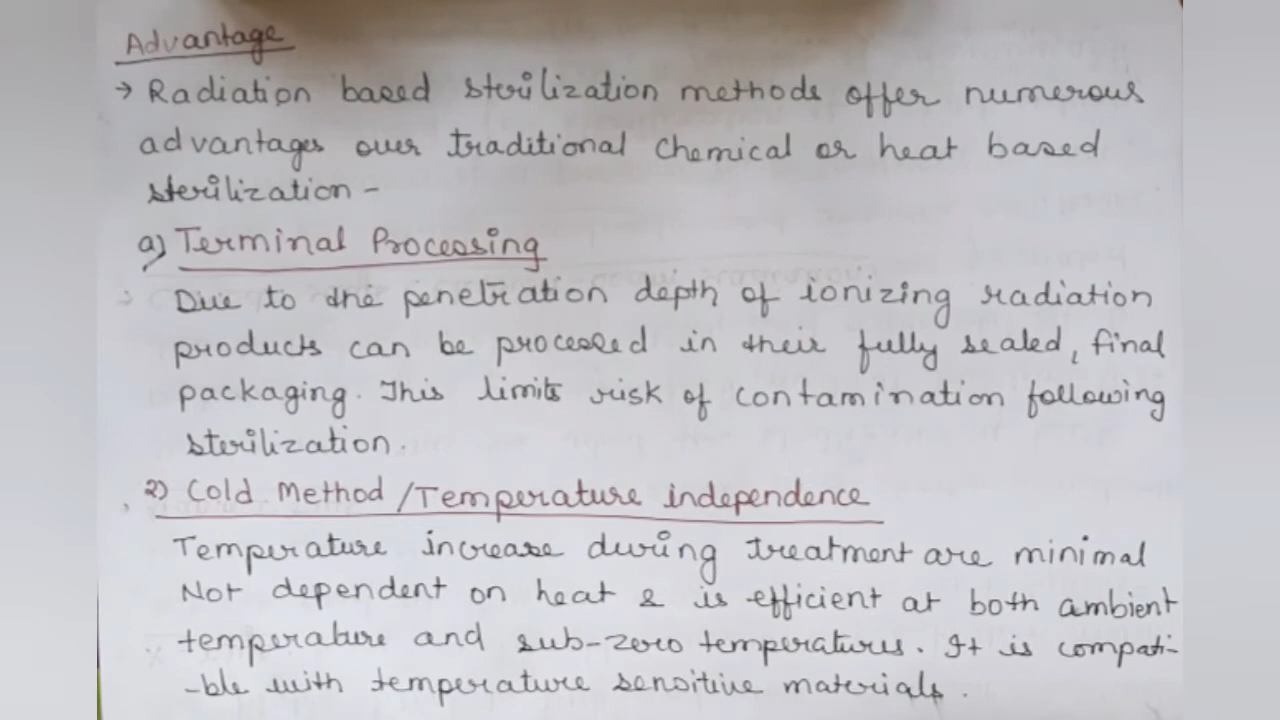 Advantage
→ Radiation based sterilization methods offer numerous
advantages over traditional chemical or heat based
sterilization -
a) Terminal Processing
Due to the penetration depth of ionizing radiation
products can be processed in their fully sealed, final
packaging. This limits risk of contamination following
sterilization.
2) Cold Method / Temperature independence
Temperature increase during treatment are minimal
Not dependent on heat & is efficient at both ambient
temperature and sub-zero temperatures. It is compati-
-ble with temperature sensitive materials.